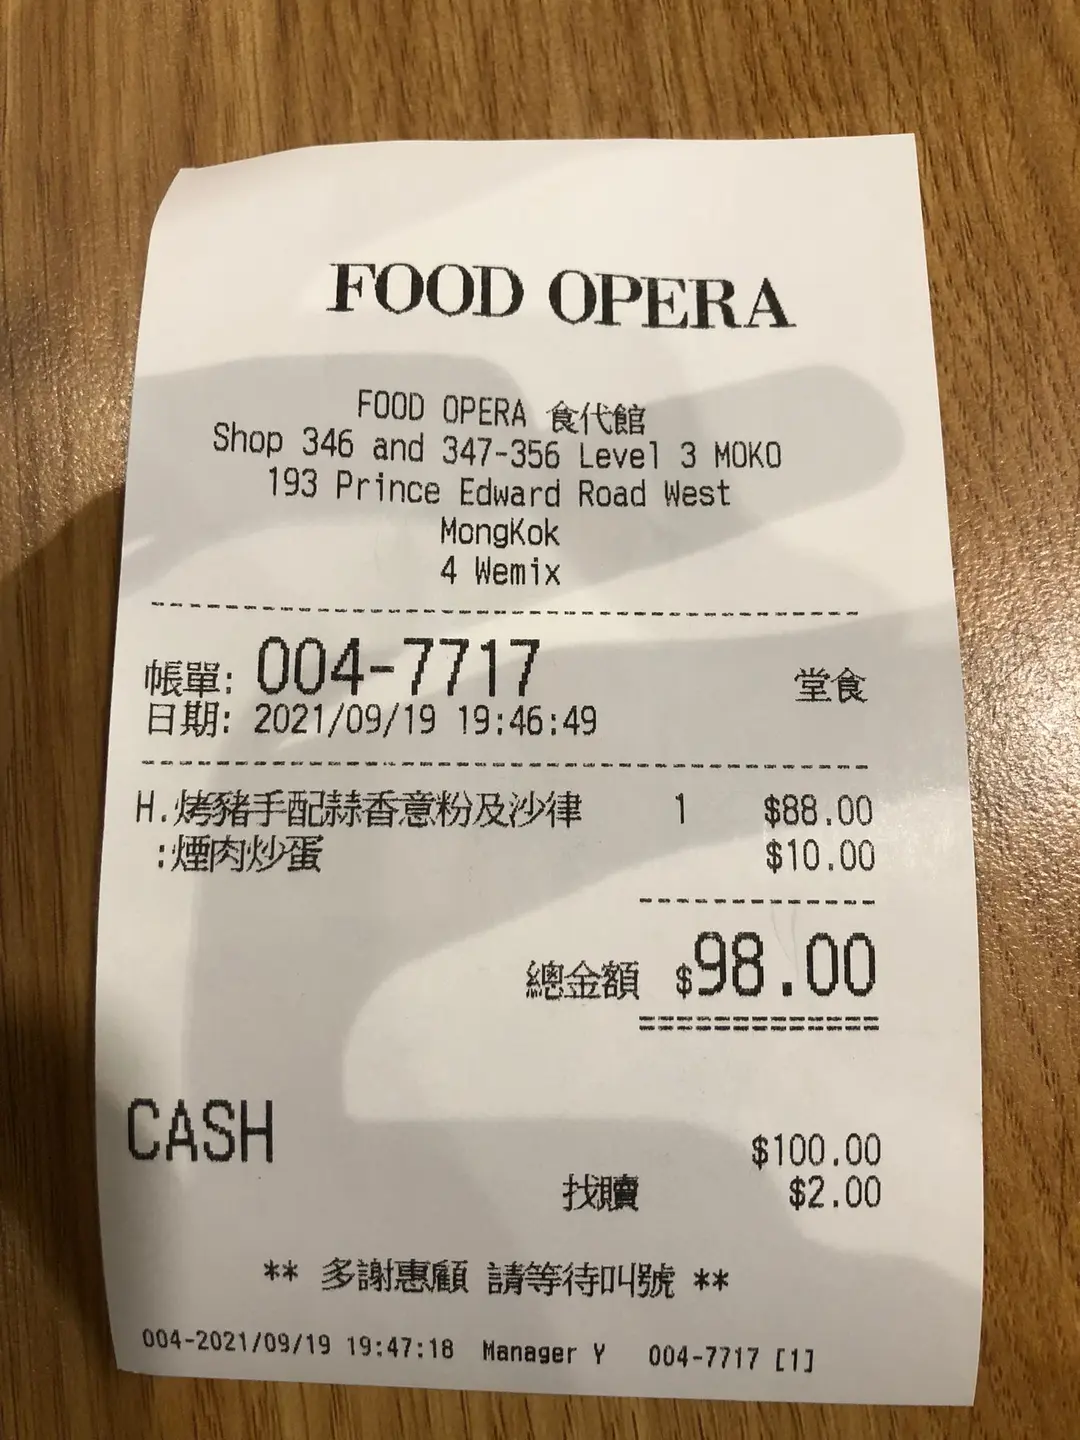 FOOD OPERA
FOOD OPERA 食代館
Shop 346 and 347-356 Level 3 MOKO
193 Prince Edward Road West
MongKok
4 Wemix
帳單: 004-7717 堂食
日期: 2021/09/19 19:46:49
H.烤豬手配蒜香意粉及沙律 1 $88.00
:煙肉炒蛋 $10.00
總金額 $98.00
CASH $100.00
找贖 $2.00
** 多謝惠顧 請等待叫號 **
004-2021/09/19 19:47:18 Manager Y 004-7717 [1]